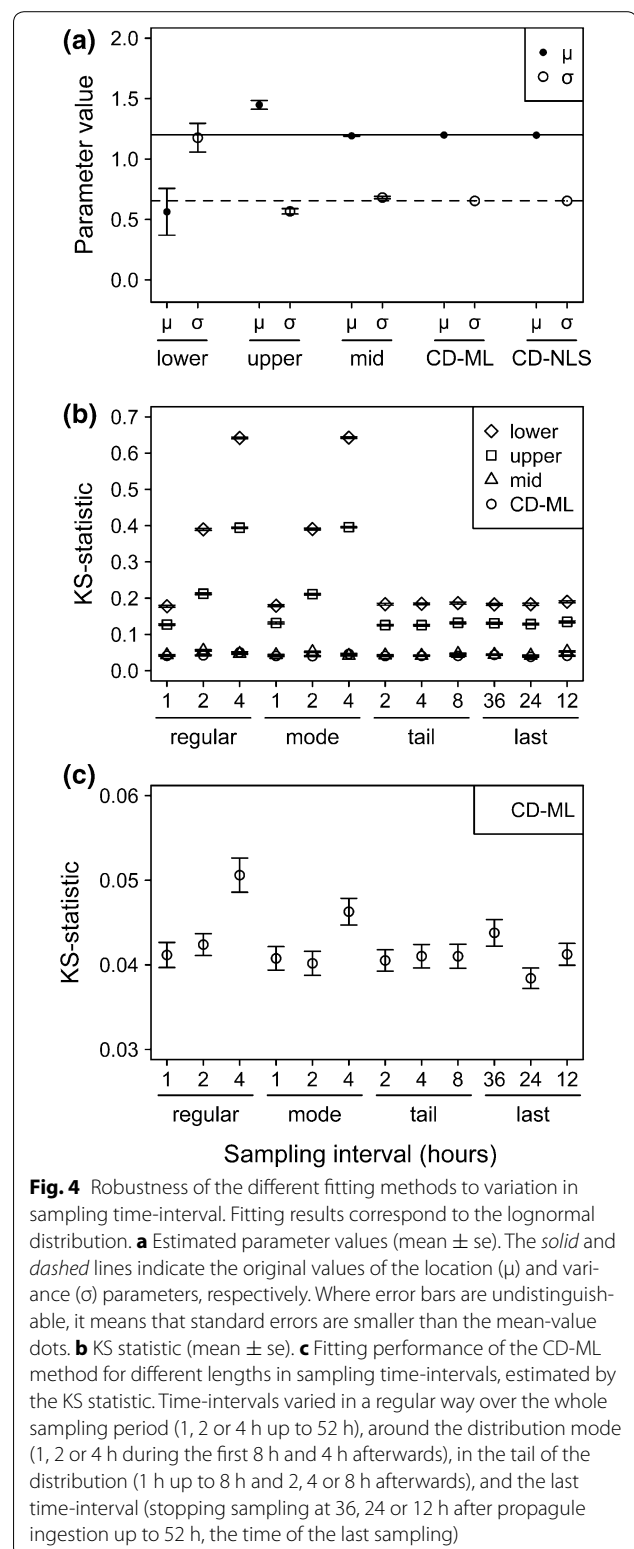 (a)
2.0
1.5
1.0
0.5
0.0
Parameter value
μ
σ
μ σ μ σ μ σ μ σ μ σ
lower upper mid CD-ML CD-NLS
(b)
0.7
0.6
0.5
0.4
0.3
0.2
0.1
0.0
KS-statistic
lower
upper
mid
CD-ML
1 2 4 1 2 4 2 4 8 36 24 12
regular mode tail last
(c)
0.06
0.05
0.04
0.03
KS-statistic
CD-ML
1 2 4 1 2 4 2 4 8 36 24 12
regular mode tail last
Sampling interval (hours)
Fig. 4 Robustness of the different fitting methods to variation in
sampling time-interval. Fitting results correspond to the lognormal
distribution. a Estimated parameter values (mean ± se). The solid and
dashed lines indicate the original values of the location (μ) and vari-
ance (σ) parameters, respectively. Where error bars are undistinguish-
able, it means that standard errors are smaller than the mean-value
dots. b KS statistic (mean ± se). c Fitting performance of the CD-ML
method for different lengths in sampling time-intervals, estimated by
the KS statistic. Time-intervals varied in a regular way over the whole
sampling period (1, 2 or 4 h up to 52 h), around the distribution mode
(1, 2 or 4 h during the first 8 h and 4 h afterwards), in the tail of the
distribution (1 h up to 8 h and 2, 4 or 8 h afterwards), and the last
time-interval (stopping sampling at 36, 24 or 12 h after propagule
ingestion up to 52 h, the time of the last sampling)